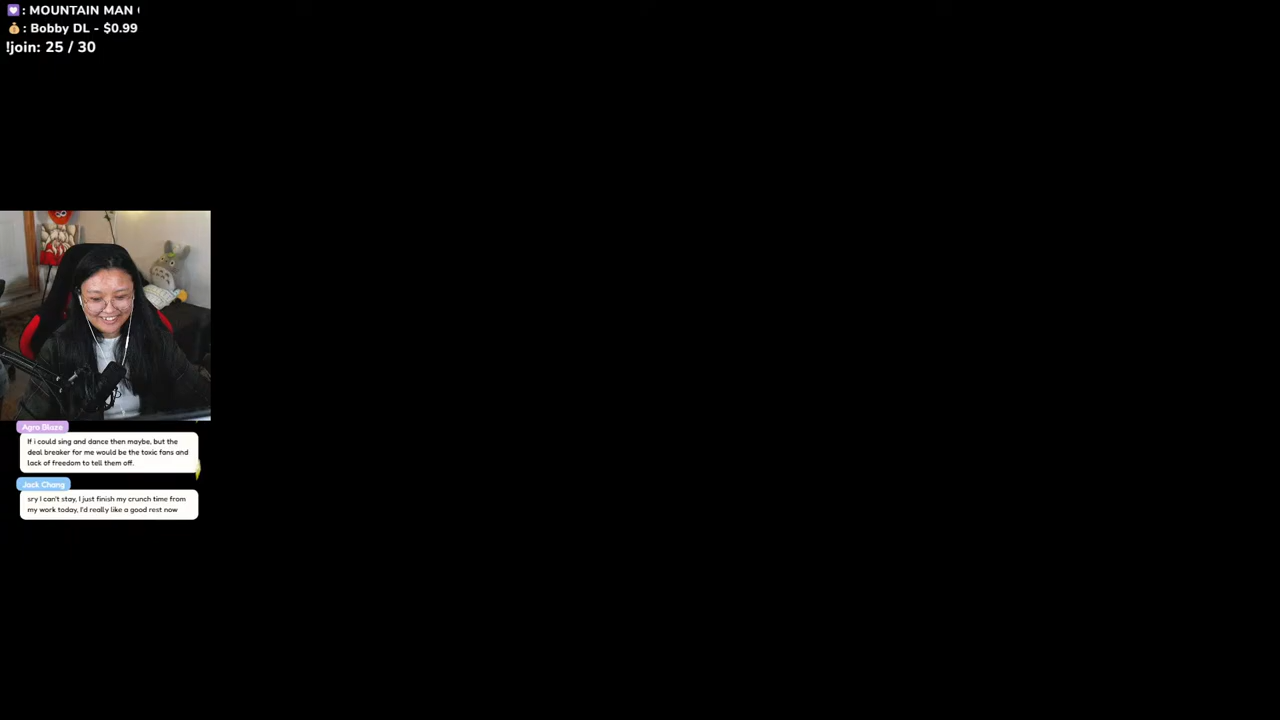 : MOUNTAIN MAN
: Bobby DL - $0.99
!join: 25 / 30
Agro Blaze
If i could sing and dance then maybe, but the
deal breaker for me would be the toxic fans and
lack of freedom to tell them off.
Jack Chang
sry I can't stay, I just finish my crunch time from
my work today, I'd really like a good rest now